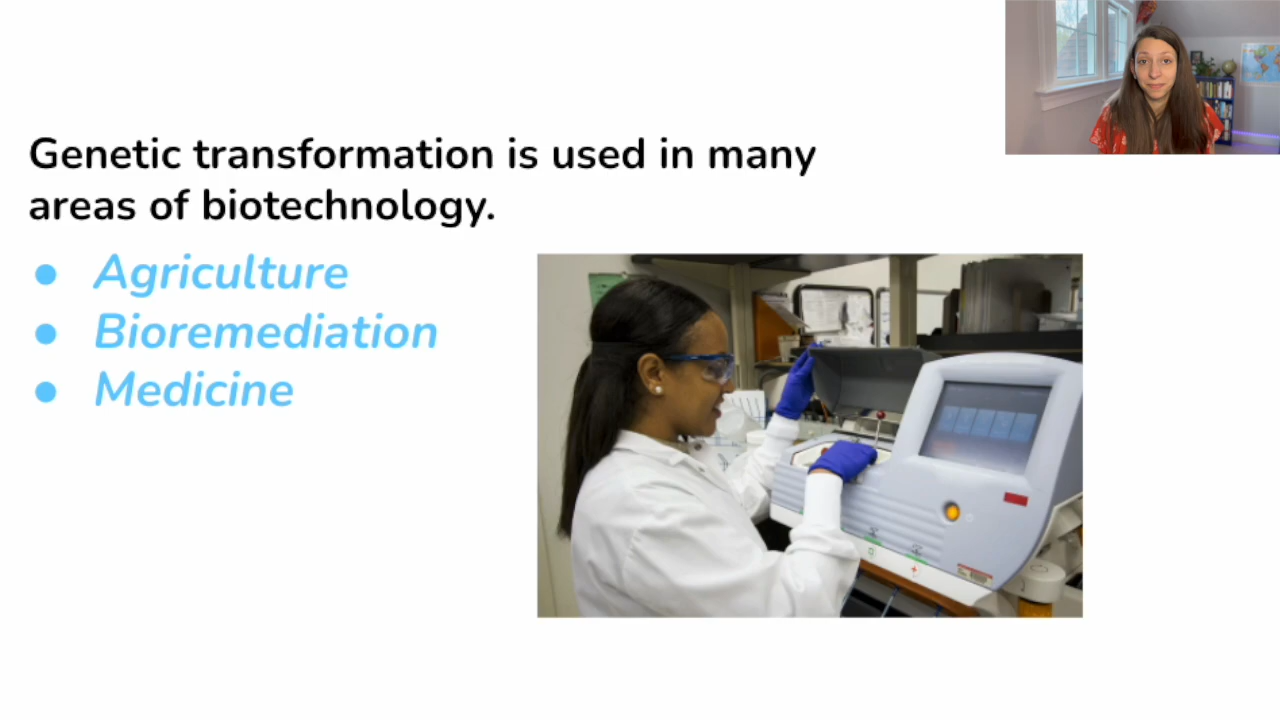 Genetic transformation is used in many
areas of biotechnology.
● Agriculture
● Bioremediation
● Medicine